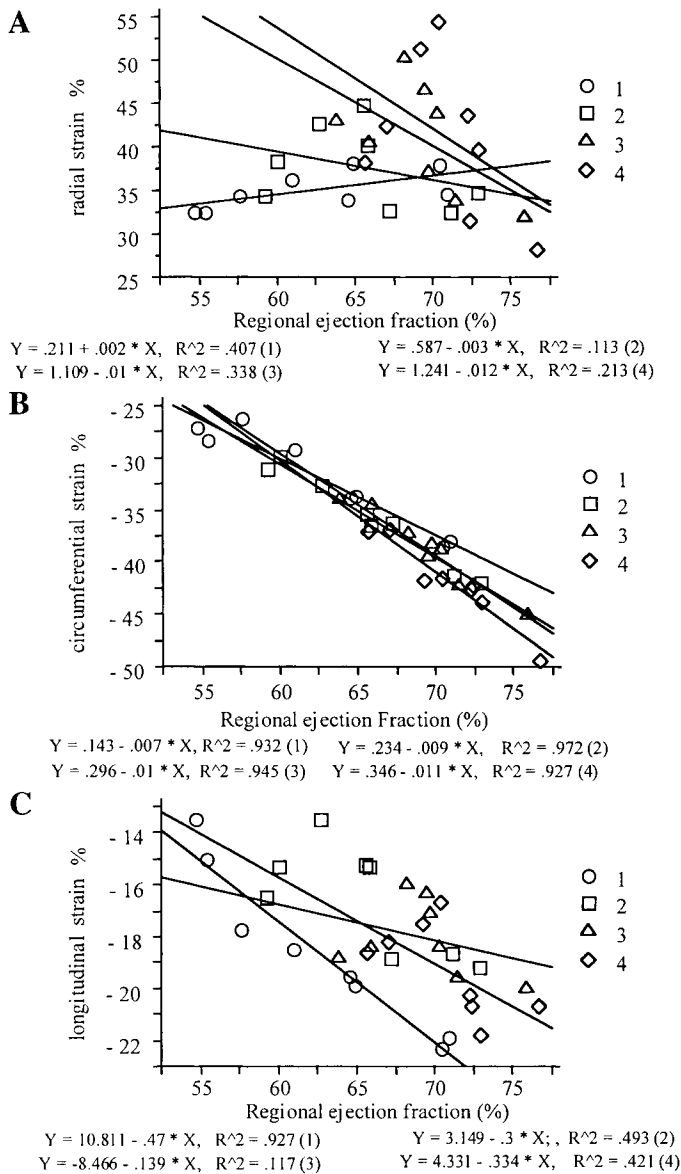 A
radial strain %
55
50
45
40
35
30
25
55 60 65 70 75
Regional ejection fraction (%)
1
2
3
4
Y = .211 + .002 * X, R^2 = .407 (1)
Y = .587 - .003 * X, R^2 = .113 (2)
Y = 1.109 - .01 * X, R^2 = .338 (3)
Y = 1.241 - .012 * X, R^2 = .213 (4)
B
circumferential strain %
- 25
- 30
- 35
- 40
- 45
- 50
55 60 65 70 75
Regional ejection Fraction (%)
1
2
3
4
Y = .143 - .007 * X, R^2 = .932 (1)
Y = .234 - .009 * X, R^2 = .972 (2)
Y = .296 - .01 * X, R^2 = .945 (3)
Y = .346 - .011 * X, R^2 = .927 (4)
C
longitudinal strain %
- 14
- 16
- 18
- 20
- 22
55 60 65 70 75
Regional ejection fraction (%)
1
2
3
4
Y = 10.811 - .47 * X, R^2 = .927 (1)
Y = 3.149 - .3 * X; , R^2 = .493 (2)
Y = -8.466 - .139 * X, R^2 = .117 (3)
Y = 4.331 - .334 * X, R^2 = .421 (4)